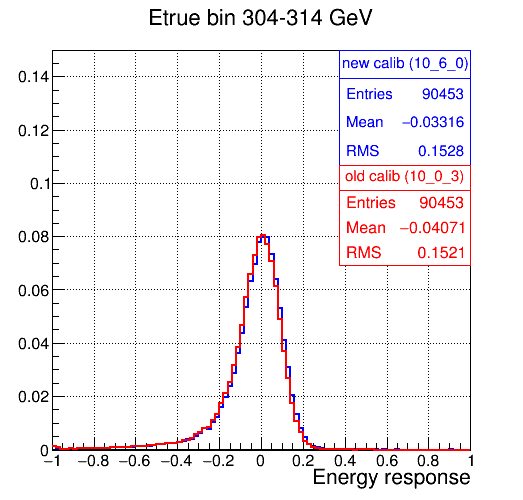 Etrue bin 304-314 GeV
new calib (10_6_0)
Entries 90453
Mean −0.03316
RMS 0.1528
old calib (10_0_3)
Entries 90453
Mean −0.04071
RMS 0.1521
0.14
0.12
0.1
0.08
0.06
0.04
0.02
0
−1 −0.8 −0.6 −0.4 −0.2 0 0.2 0.4 0.6 0.8 1
Energy response